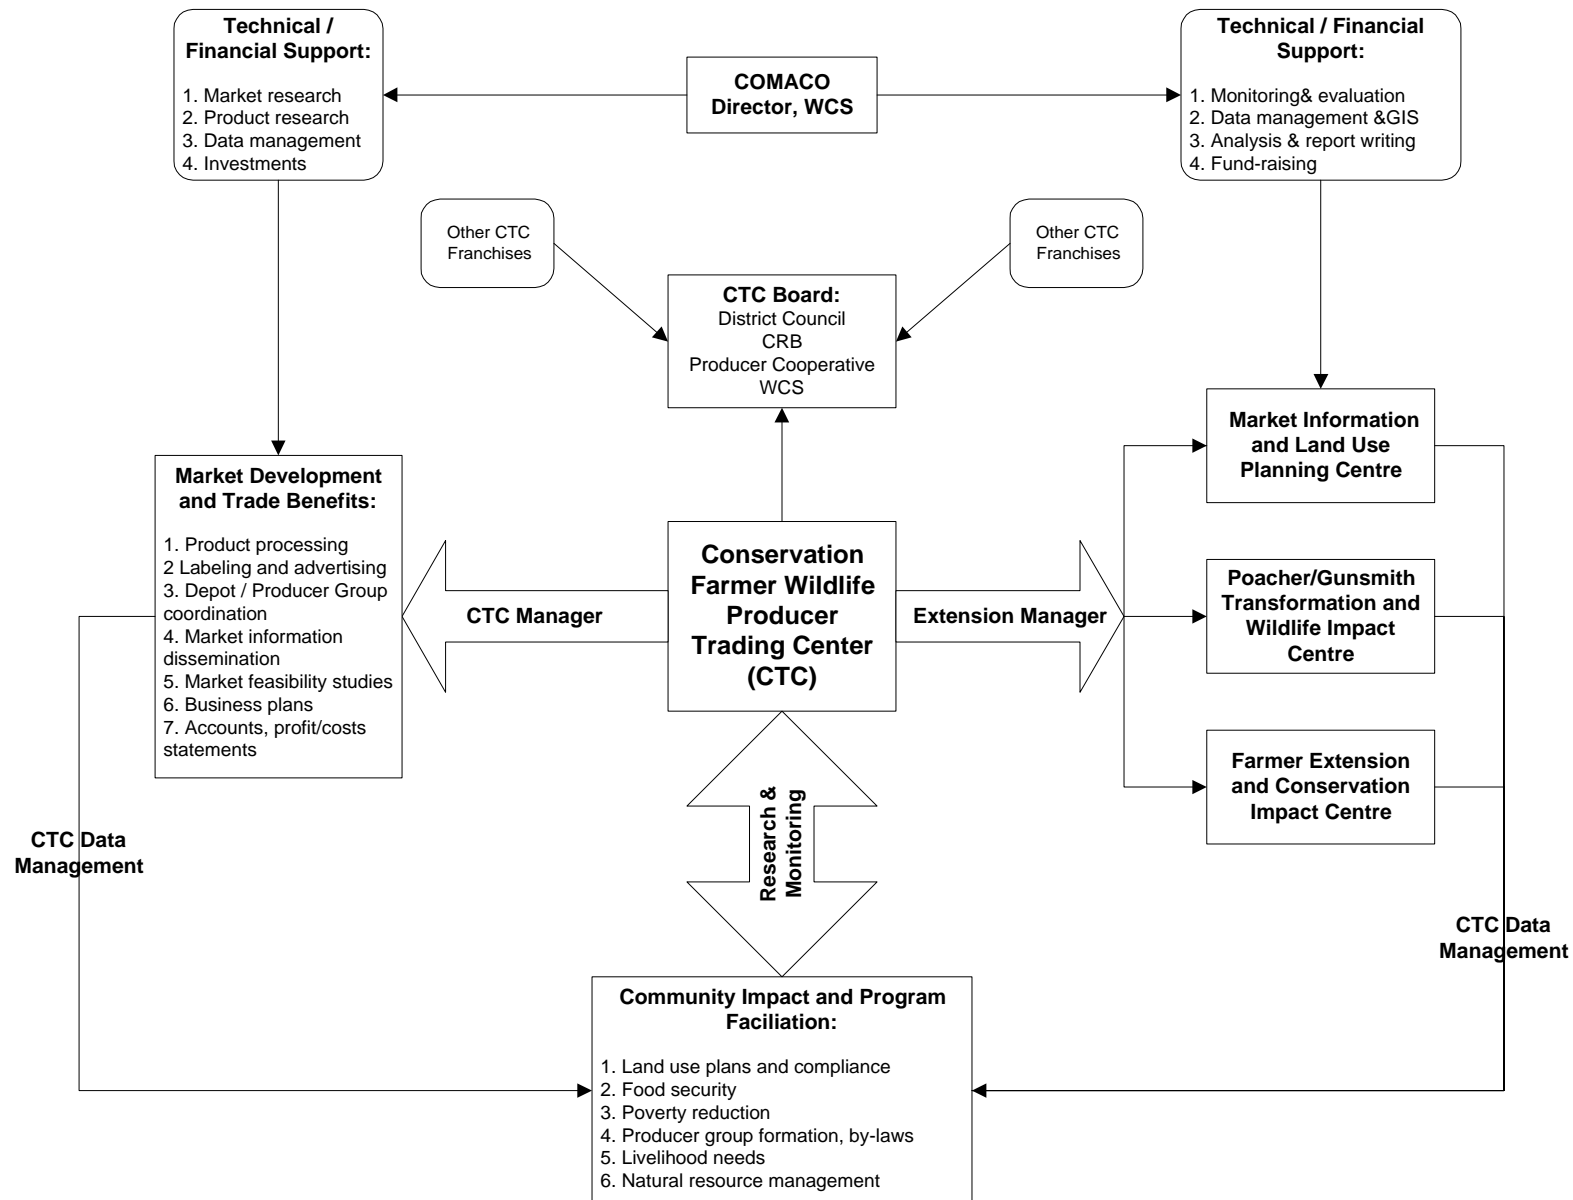 Technical /
Financial Support:
1. Market research
2. Product research
3. Data management
4. Investments
COMACO
Director, WCS
Technical / Financial
Support:
1. Monitoring& evaluation
2. Data management &GIS
3. Analysis & report writing
4. Fund-raising
Other CTC
Franchises
Other CTC
Franchises
CTC Board:
District Council
CRB
Producer Cooperative
WCS
Market Development
and Trade Benefits:
1. Product processing
2 Labeling and advertising
3. Depot / Producer Group
coordination
4. Market information
dissemination
5. Market feasibility studies
6. Business plans
7. Accounts, profit/costs
statements
CTC Manager
Conservation
Farmer Wildlife
Producer
Trading Center
(CTC)
Extension Manager
Market Information
and Land Use
Planning Centre
Poacher/Gunsmith
Transformation and
Wildlife Impact
Centre
Farmer Extension
and Conservation
Impact Centre
Research &
Monitoring
CTC Data
Management
CTC Data
Management
Community Impact and Program
Faciliation:
1. Land use plans and compliance
2. Food security
3. Poverty reduction
4. Producer group formation, by-laws
5. Livelihood needs
6. Natural resource management